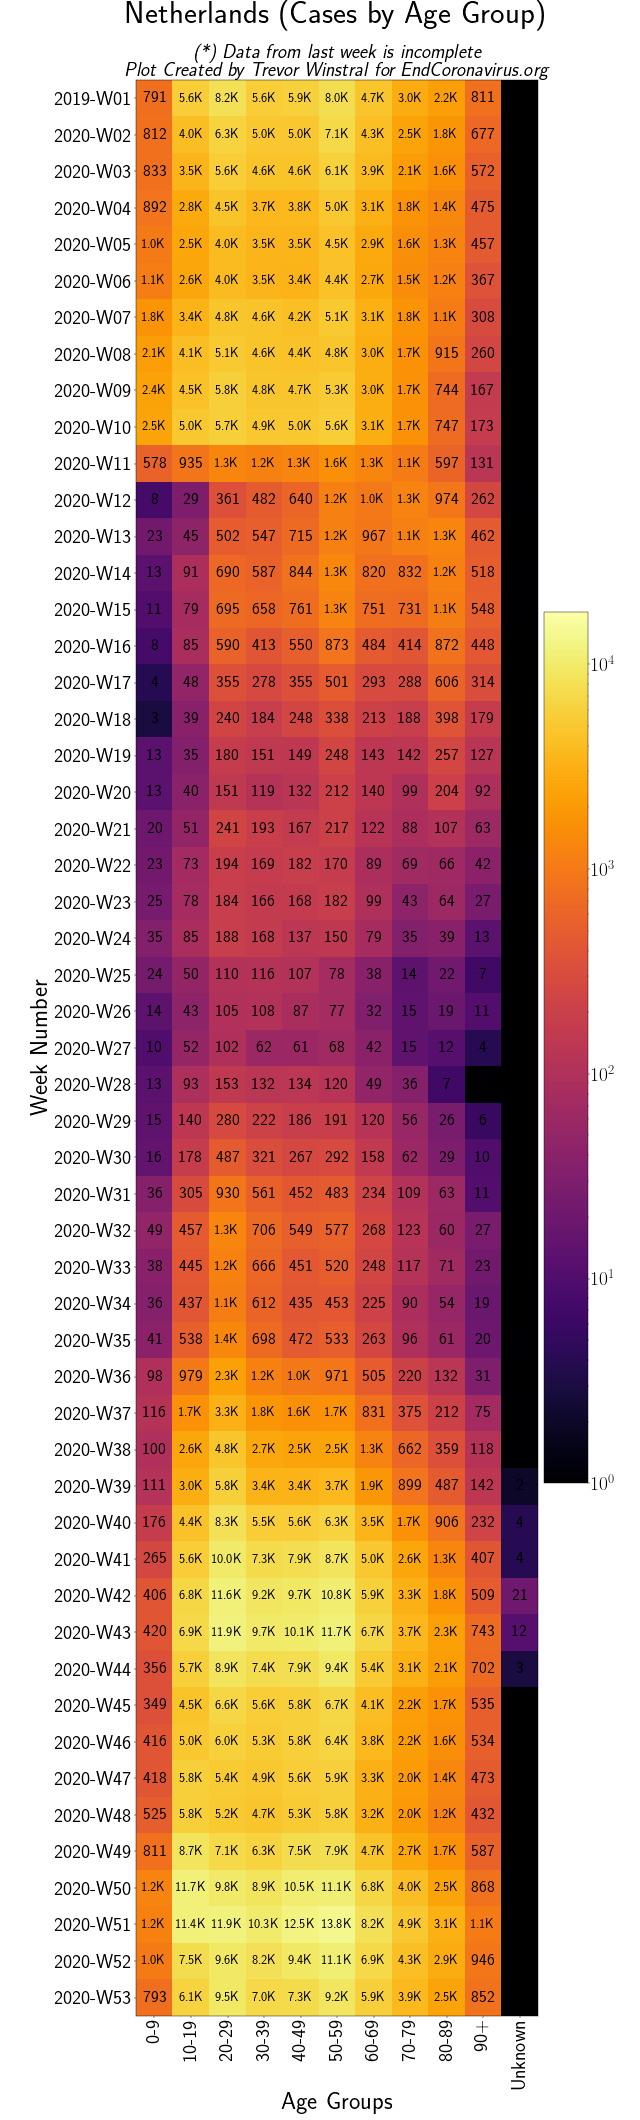 Netherlands (Cases by Age Group)
(*) Data from last week is incomplete
Plot Created by Trevor Winstral for EndCoronavirus.org
2019-W01 791 5.6K 8.2K 5.6K 5.9K 8.0K 4.7K 3.0K 2.2K 811
2020-W02 812 4.0K 6.3K 5.0K 5.0K 7.1K 4.3K 2.5K 1.8K 677
2020-W03 833 3.5K 5.6K 4.6K 4.6K 6.1K 3.9K 2.1K 1.6K 572
2020-W04 892 2.8K 4.5K 3.7K 3.8K 5.0K 3.1K 1.8K 1.4K 475
2020-W05 1.0K 2.5K 4.0K 3.5K 3.5K 4.5K 2.9K 1.6K 1.3K 457
2020-W06 1.1K 2.6K 4.0K 3.5K 3.4K 4.4K 2.7K 1.5K 1.2K 367
2020-W07 1.8K 3.4K 4.8K 4.6K 4.2K 5.1K 3.1K 1.8K 1.1K 308
2020-W08 2.1K 4.1K 5.1K 4.6K 4.4K 4.8K 3.0K 1.7K 915 260
2020-W09 2.4K 4.5K 5.8K 4.8K 4.7K 5.3K 3.0K 1.7K 744 167
2020-W10 2.5K 5.0K 5.7K 4.9K 5.0K 5.6K 3.1K 1.7K 747 173
2020-W11 578 935 1.3K 1.2K 1.3K 1.6K 1.3K 1.1K 597 131
2020-W12 8 29 361 482 640 1.2K 1.0K 1.3K 974 262
2020-W13 23 45 502 547 715 1.2K 967 1.1K 1.3K 462
2020-W14 13 91 690 587 844 1.3K 820 832 1.2K 518
2020-W15 11 79 695 658 761 1.3K 751 731 1.1K 548
2020-W16 8 85 590 413 550 873 484 414 872 448
2020-W17 4 48 355 278 355 501 293 288 606 314
2020-W18 3 39 240 184 248 338 213 188 398 179
2020-W19 13 35 180 151 149 248 143 142 257 127
2020-W20 13 40 151 119 132 212 140 99 204 92
2020-W21 20 51 241 193 167 217 122 88 107 63
2020-W22 23 73 194 169 182 170 89 69 66 42
2020-W23 25 78 184 166 168 182 99 43 64 27
2020-W24 35 85 188 168 137 150 79 35 39 13
2020-W25 24 50 110 116 107 78 38 14 22 7
2020-W26 14 43 105 108 87 77 32 15 19 11
2020-W27 10 52 102 62 61 68 42 15 12 4
2020-W28 13 93 153 132 134 120 49 36 7
2020-W29 15 140 280 222 186 191 120 56 26 6
2020-W30 16 178 487 321 267 292 158 62 29 10
2020-W31 36 305 930 561 452 483 234 109 63 11
2020-W32 49 457 1.3K 706 549 577 268 123 60 27
2020-W33 38 445 1.2K 666 451 520 248 117 71 23
2020-W34 36 437 1.1K 612 435 453 225 90 54 19
2020-W35 41 538 1.4K 698 472 533 263 96 61 20
2020-W36 98 979 2.3K 1.2K 1.0K 971 505 220 132 31
2020-W37 116 1.7K 3.3K 1.8K 1.6K 1.7K 831 375 212 75
2020-W38 100 2.6K 4.8K 2.7K 2.5K 2.5K 1.3K 662 359 118
2020-W39 111 3.0K 5.8K 3.4K 3.4K 3.7K 1.9K 899 487 142 2
2020-W40 176 4.4K 8.3K 5.5K 5.6K 6.3K 3.5K 1.7K 906 232 4
2020-W41 265 5.6K 10.0K 7.3K 7.9K 8.7K 5.0K 2.6K 1.3K 407 4
2020-W42 406 6.8K 11.6K 9.2K 9.7K 10.8K 5.9K 3.3K 1.8K 509 21
2020-W43 420 6.9K 11.9K 9.7K 10.1K 11.7K 6.7K 3.7K 2.3K 743 12
2020-W44 356 5.7K 8.9K 7.4K 7.9K 9.4K 5.4K 3.1K 2.1K 702 3
2020-W45 349 4.5K 6.6K 5.6K 5.8K 6.7K 4.1K 2.2K 1.7K 535
2020-W46 416 5.0K 6.0K 5.3K 5.8K 6.4K 3.8K 2.2K 1.6K 534
2020-W47 418 5.8K 5.4K 4.9K 5.6K 5.9K 3.3K 2.0K 1.4K 473
2020-W48 525 5.8K 5.2K 4.7K 5.3K 5.8K 3.2K 2.0K 1.2K 432
2020-W49 811 8.7K 7.1K 6.3K 7.5K 7.9K 4.7K 2.7K 1.7K 587
2020-W50 1.2K 11.7K 9.8K 8.9K 10.5K 11.1K 6.8K 4.0K 2.5K 868
2020-W51 1.2K 11.4K 11.9K 10.3K 12.5K 13.8K 8.2K 4.9K 3.1K 1.1K
2020-W52 1.0K 7.5K 9.6K 8.2K 9.4K 11.1K 6.9K 4.3K 2.9K 946
2020-W53 793 6.1K 9.5K 7.0K 7.3K 9.2K 5.9K 3.9K 2.5K 852
0-9 10-19 20-29 30-39 40-49 50-59 60-69 70-79 80-89 90+ Unknown
Age Groups
Week Number
10⁴
10³
10²
10¹
10⁰